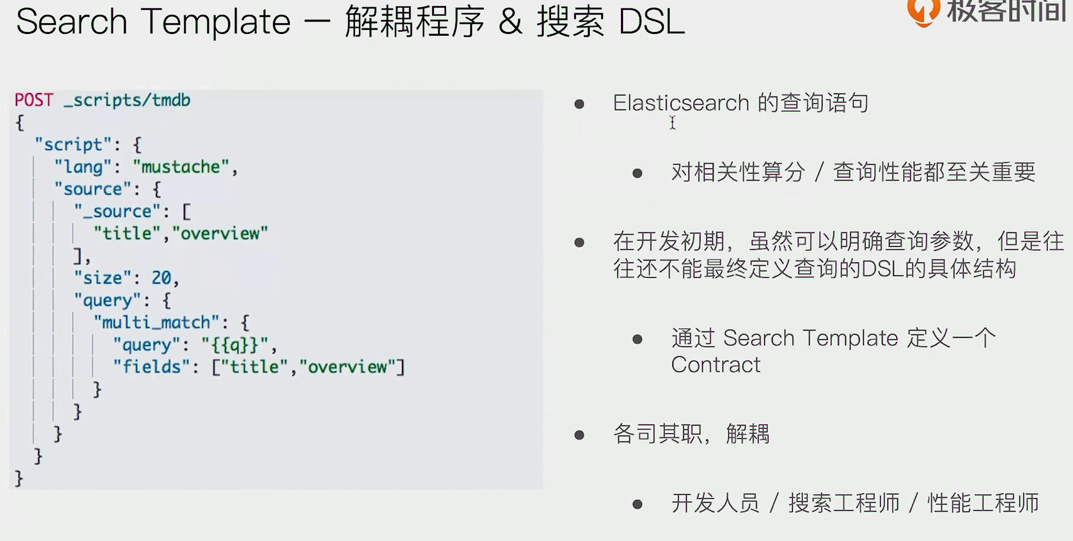 Search Template – 解耦程序 & 搜索 DSL
极客时间
POST _scripts/tmdb
{
"script": {
"lang": "mustache",
"source": {
"_source": [
"title","overview"
],
"size": 20,
"query": {
"multi_match": {
"query": "{{q}}",
"fields": ["title","overview"]
}
}
}
}
}
● Elasticsearch 的查询语句
● 对相关性算分 / 查询性能都至关重要
● 在开发初期，虽然可以明确查询参数，但是往
往还不能最终定义查询的DSL的具体结构
● 通过 Search Template 定义一个
Contract
● 各司其职，解耦
● 开发人员 / 搜索工程师 / 性能工程师